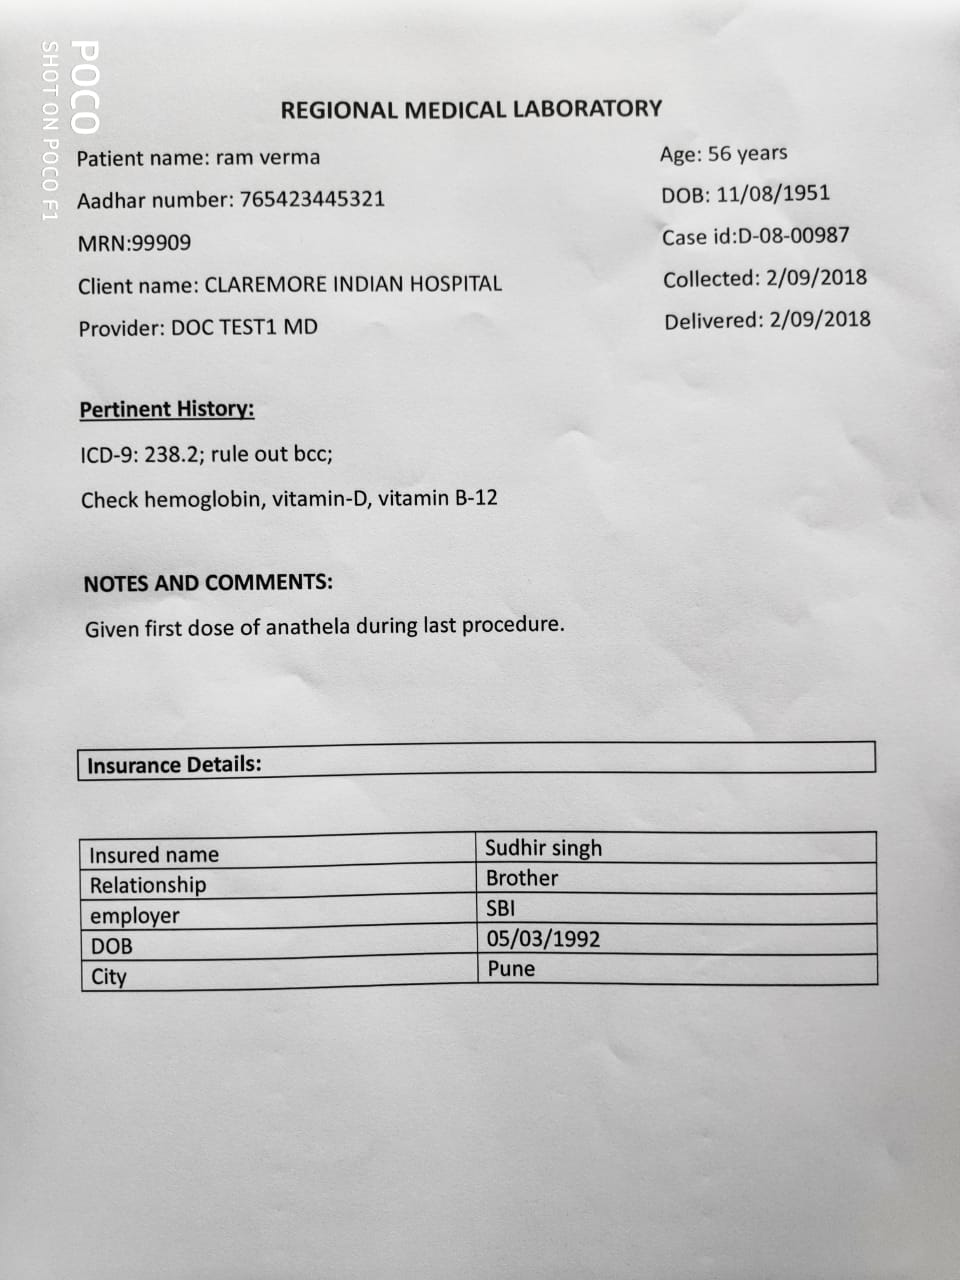 POCO
SHOT ON POCO F1
REGIONAL MEDICAL LABORATORY
Patient name: ram verma
Age: 56 years
Aadhar number: 765423445321
DOB: 11/08/1951
MRN:99909
Case id:D-08-00987
Client name: CLAREMORE INDIAN HOSPITAL
Collected: 2/09/2018
Provider: DOC TEST1 MD
Delivered: 2/09/2018
Pertinent History:
ICD-9: 238.2; rule out bcc;
Check hemoglobin, vitamin-D, vitamin B-12
NOTES AND COMMENTS:
Given first dose of anathela during last procedure.
Insurance Details:
Insured name Sudhir singh
Relationship Brother
employer SBI
DOB 05/03/1992
City Pune